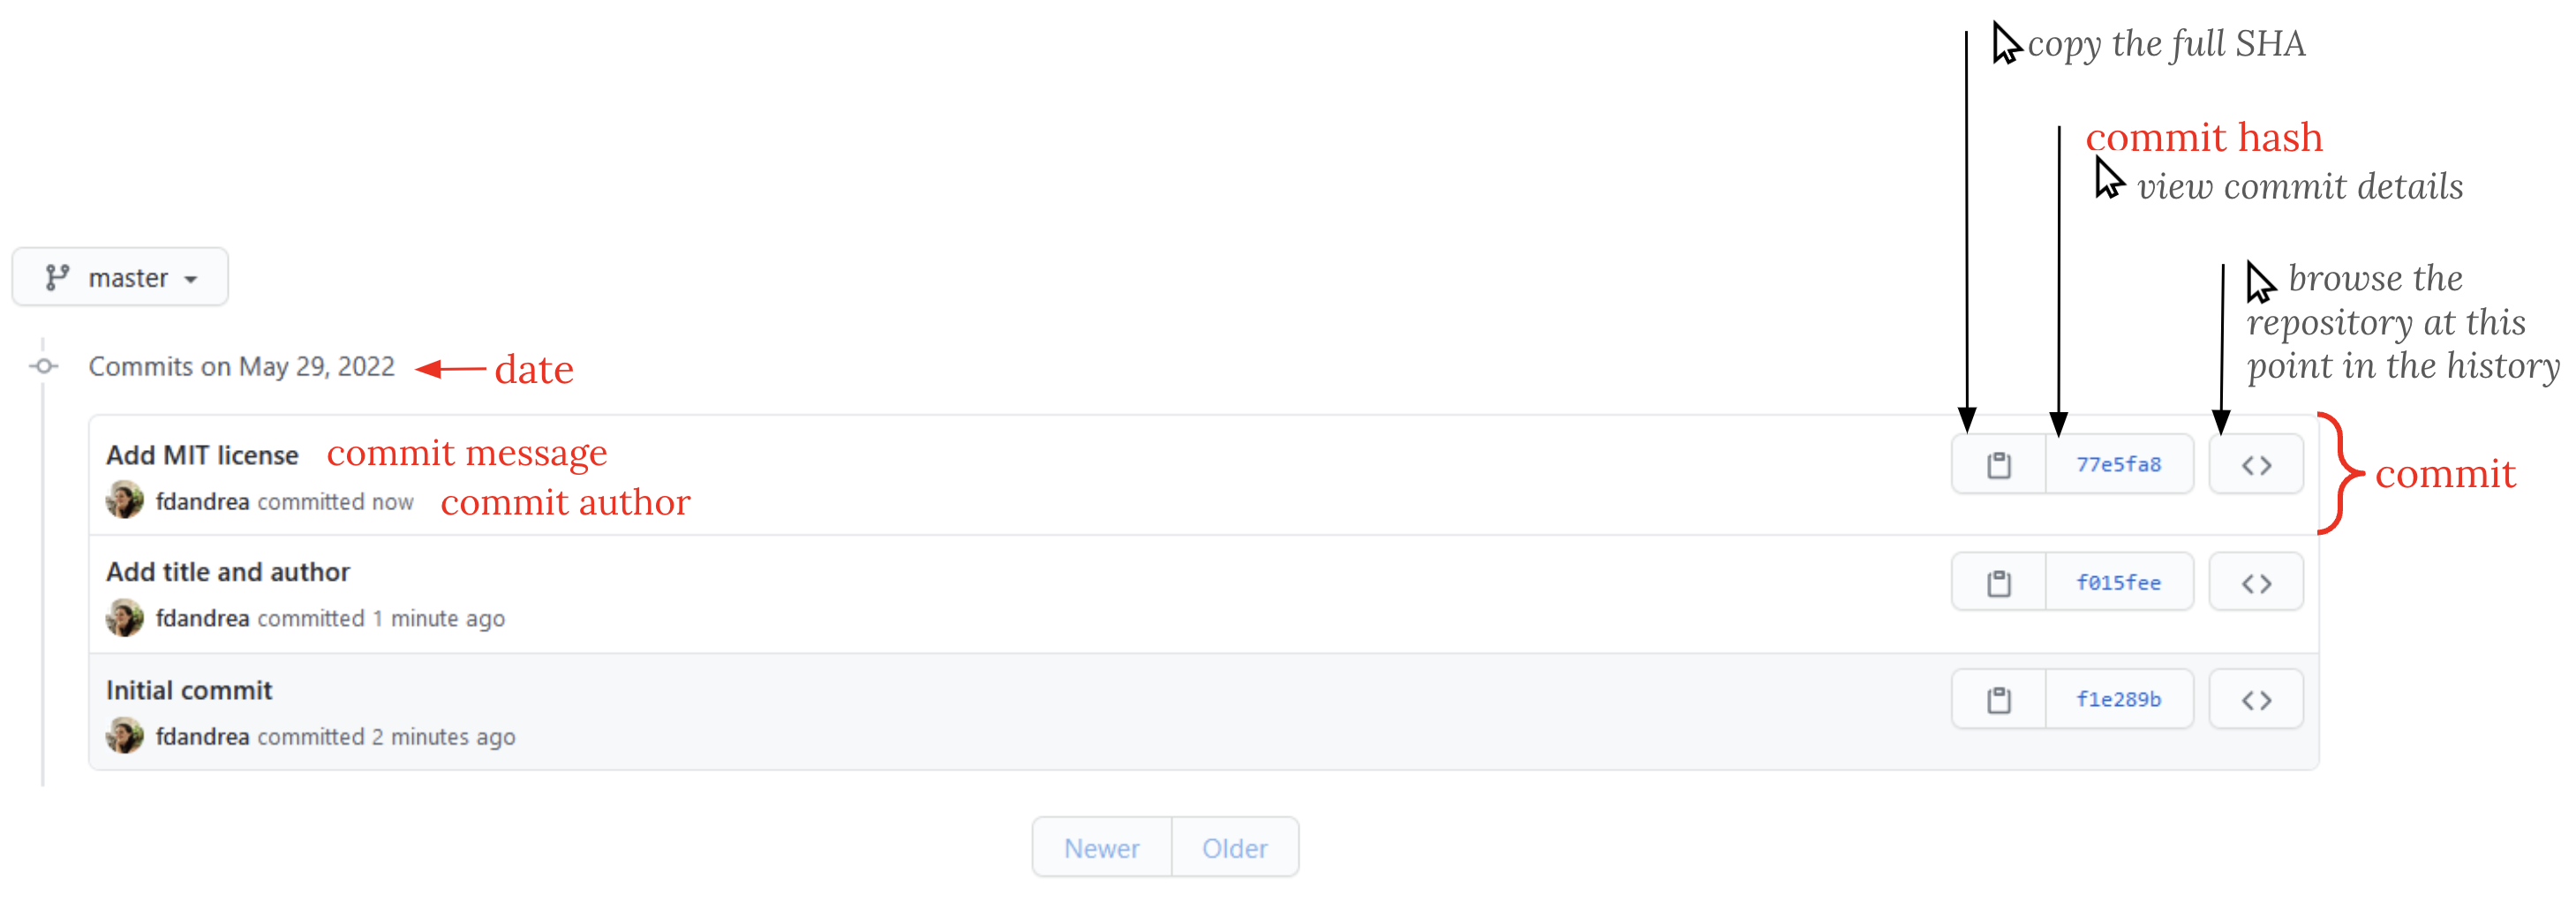 copy the full SHA
commit hash
view commit details
master
browse the
repository at this
point in the history
Commits on May 29, 2022
date
Add MIT license
commit message
fdandrea committed now
commit author
77e5fa8
commit
Add title and author
fdandrea committed 1 minute ago
f015fee
Initial commit
fdandrea committed 2 minutes ago
f1e289b
Newer
Older